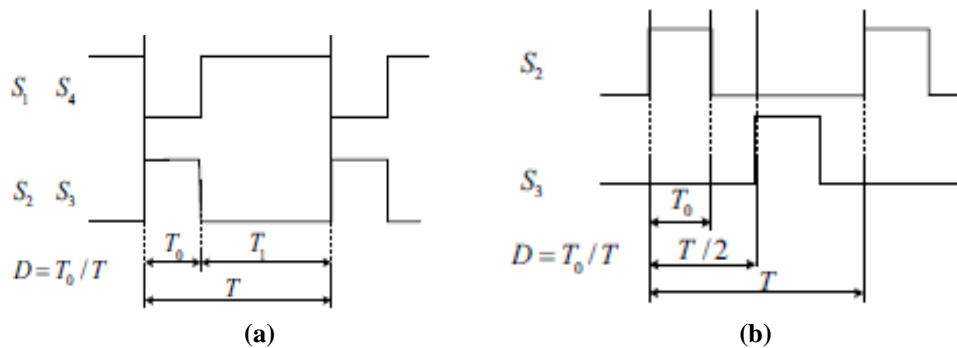 S₁ S₄
S₂ S₃
T₀ T₁
D = T₀ / T
T
(a)
S₂
S₃
T₀
D = T₀ / T
T / 2
T
(b)